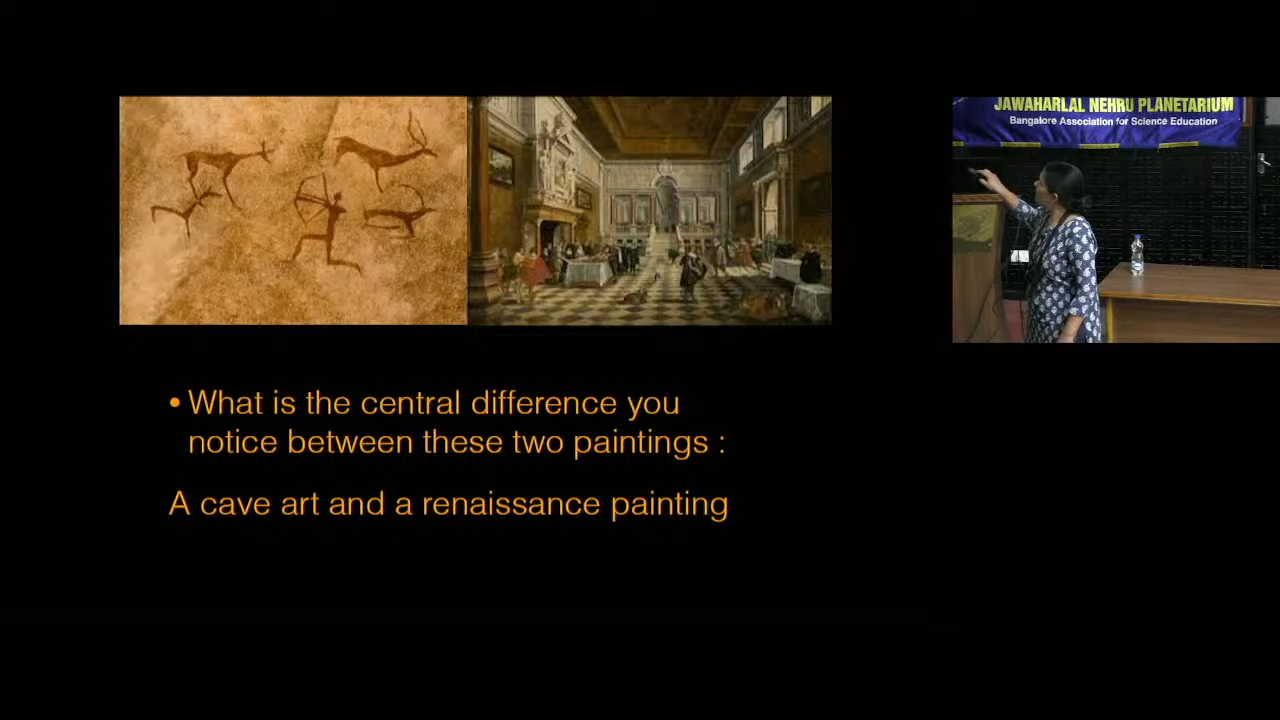 JAWAHARLAL NEHRU PLANETARIUM
Bangalore Association for Science Education
• What is the central difference you
notice between these two paintings :
A cave art and a renaissance painting